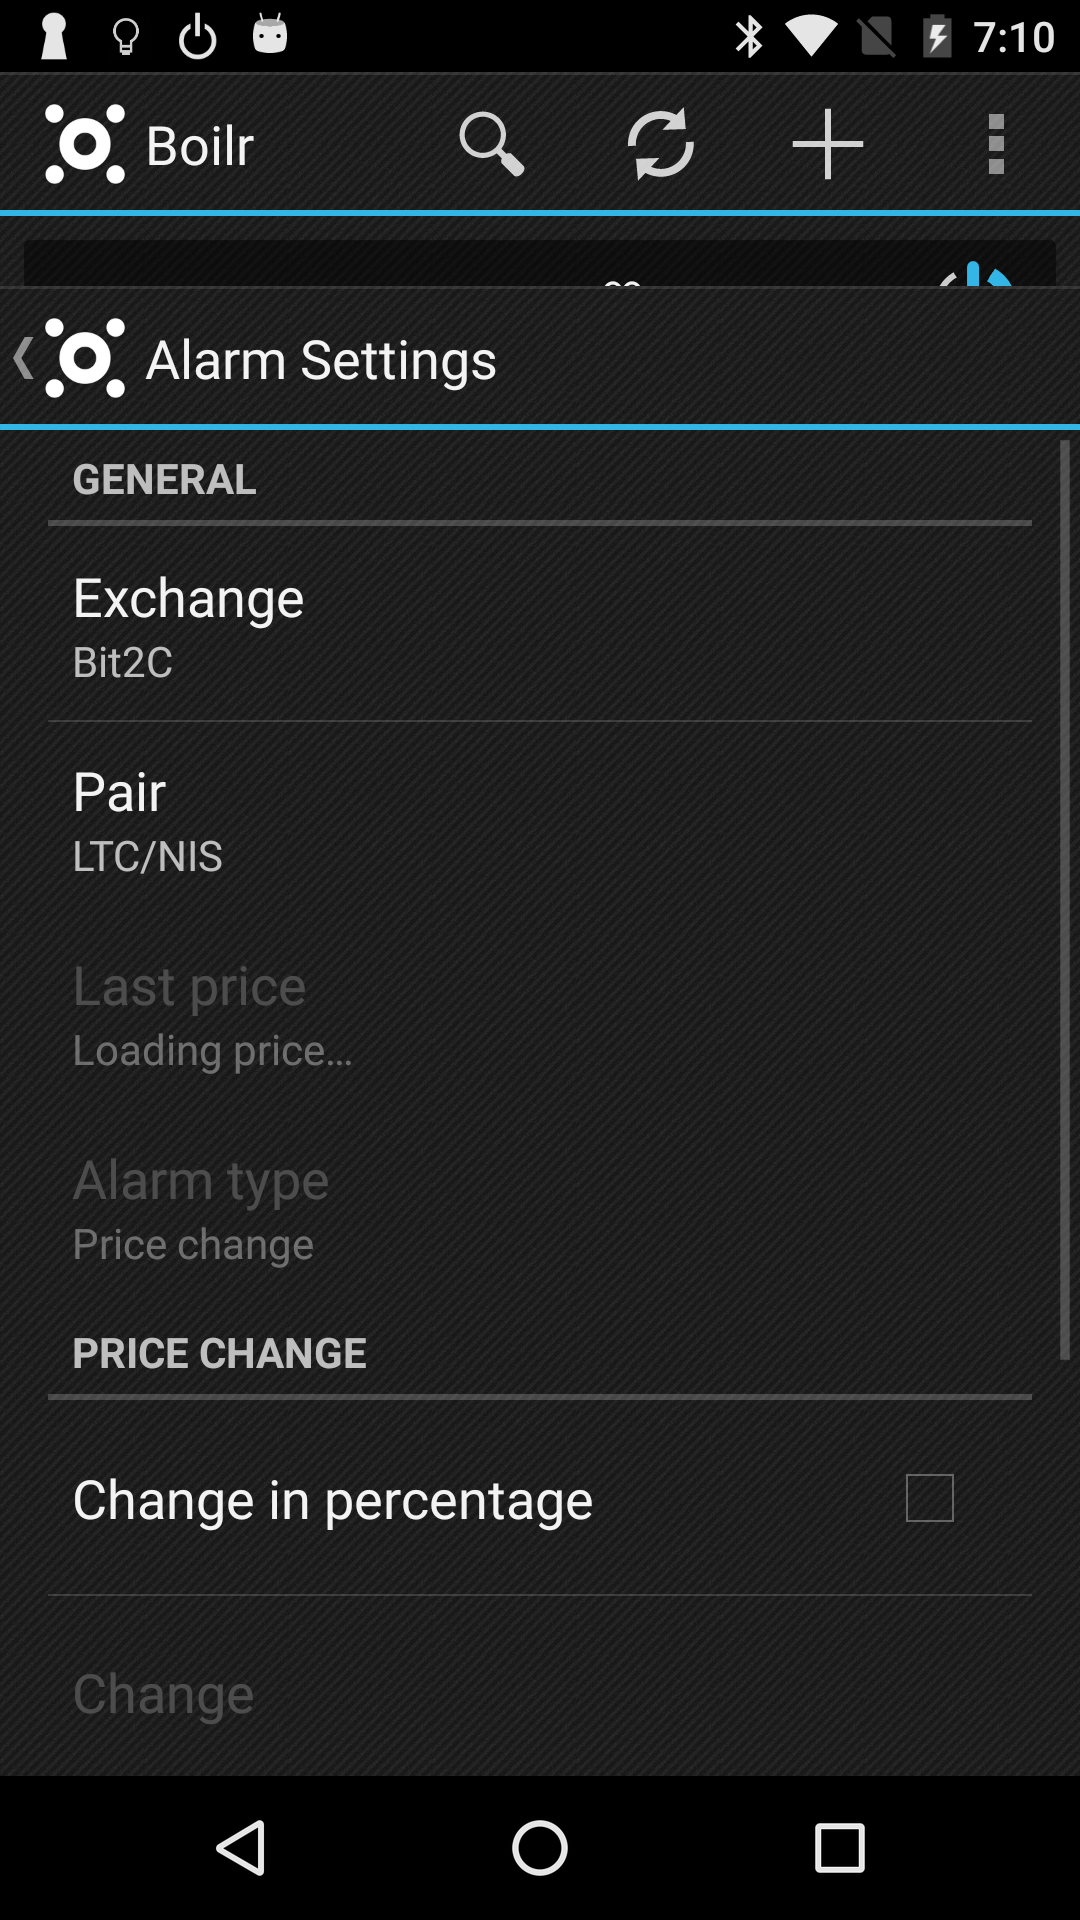 7:10
Boilr
Alarm Settings
GENERAL
Exchange
Bit2C
Pair
LTC/NIS
Last price
Loading price...
Alarm type
Price change
PRICE CHANGE
Change in percentage
Change